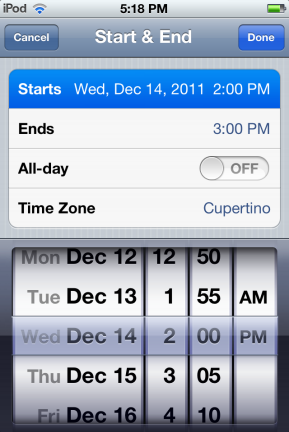 iPod 5:18 PM
Cancel Start & End Done
Starts Wed, Dec 14, 2011 2:00 PM
Ends 3:00 PM
All-day OFF
Time Zone Cupertino
Mon Dec 12 12 50
Tue Dec 13 1 55 AM
Wed Dec 14 2 00 PM
Thu Dec 15 3 05
Fri Dec 16 4 10